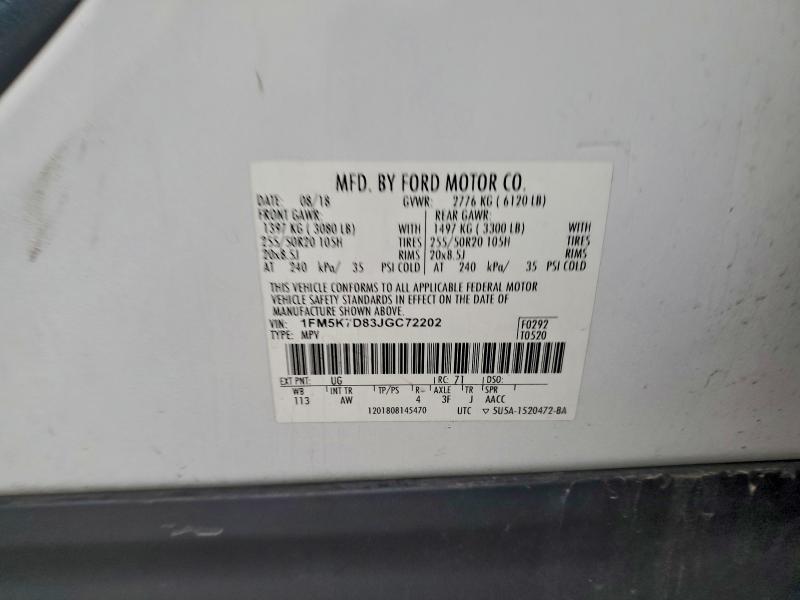 MFD. BY FORD MOTOR CO.
DATE: 08/18 GVWR: 2776 KG ( 6120 LB)
FRONT GAWR: REAR GAWR:
1397 KG ( 3080 LB) WITH 1497 KG ( 3300 LB) WITH
255/50R20 105H TIRES 255/50R20 105H TIRES
20x8.5J RIMS 20x8.5J RIMS
AT 240 kPa/ 35 PSI COLD AT 240 kPa/ 35 PSI COLD
THIS VEHICLE CONFORMS TO ALL APPLICABLE FEDERAL MOTOR
VEHICLE SAFETY STANDARDS IN EFFECT ON THE DATE OF
MANUFACTURE SHOWN ABOVE.
VIN: 1FM5K7D83JGC72202 F0292
TYPE: MPV T0520
EXT PNT: UG RC: 71 DSO:
WB INT TR TP/PS R AXLE TR SPR
113 AW 4 3F J AACC
1201808145470 UTC ▽ 5U5A-1520472-BA